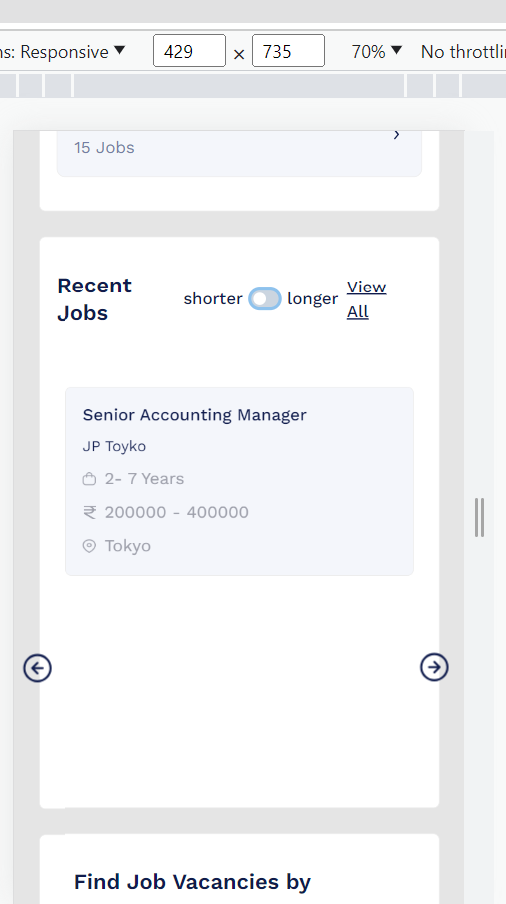 ns: Responsive ▼ 429 × 735 70% ▼ No throttli
15 Jobs
Recent
Jobs
shorter longer
View
All
Senior Accounting Manager
JP Toyko
2- 7 Years
₹ 200000 - 400000
Tokyo
Find Job Vacancies by